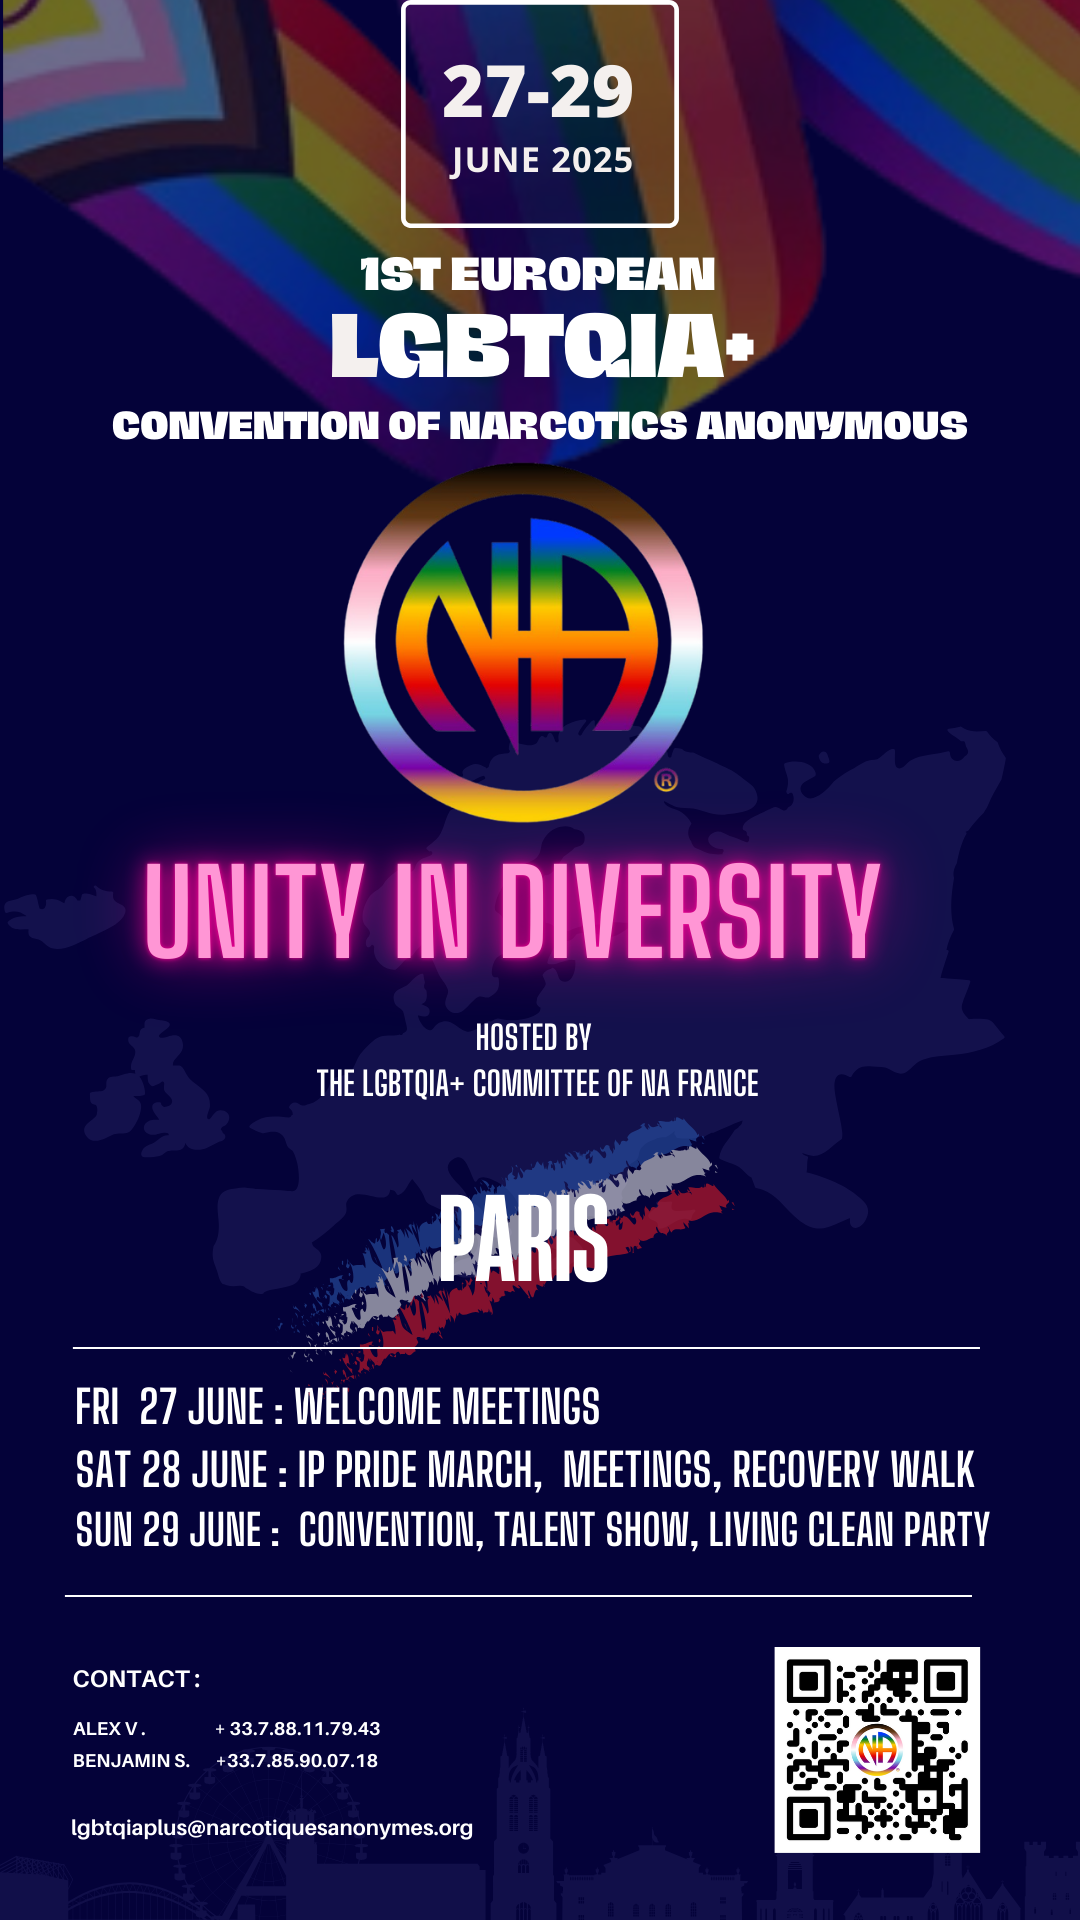 27-29
JUNE 2025
1ST EUROPEAN
LGBTQIA+
CONVENTION OF NARCOTICS ANONYMOUS
NA
®
UNITY IN DIVERSITY
HOSTED BY
THE LGBTQIA+ COMMITTEE OF NA FRANCE
PARIS
FRI 27 JUNE : WELCOME MEETINGS
SAT 28 JUNE : IP PRIDE MARCH, MEETINGS, RECOVERY WALK
SUN 29 JUNE : CONVENTION, TALENT SHOW, LIVING CLEAN PARTY
CONTACT :
ALEX V . + 33.7.88.11.79.43
BENJAMIN S. +33.7.85.90.07.18
lgbtqiaplus@narcotiquesanonymes.org
NA